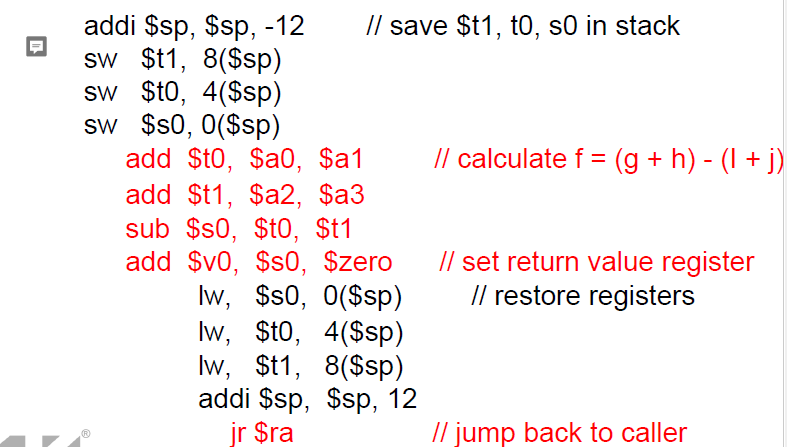 addi $sp, $sp, -12 // save $t1, t0, s0 in stack
sw $t1, 8($sp)
sw $t0, 4($sp)
sw $s0, 0($sp)
add $t0, $a0, $a1 // calculate f = (g + h) - (l + j)
add $t1, $a2, $a3
sub $s0, $t0, $t1
add $v0, $s0, $zero // set return value register
lw, $s0, 0($sp) // restore registers
lw, $t0, 4($sp)
lw, $t1, 8($sp)
addi $sp, $sp, 12
jr $ra // jump back to caller
®